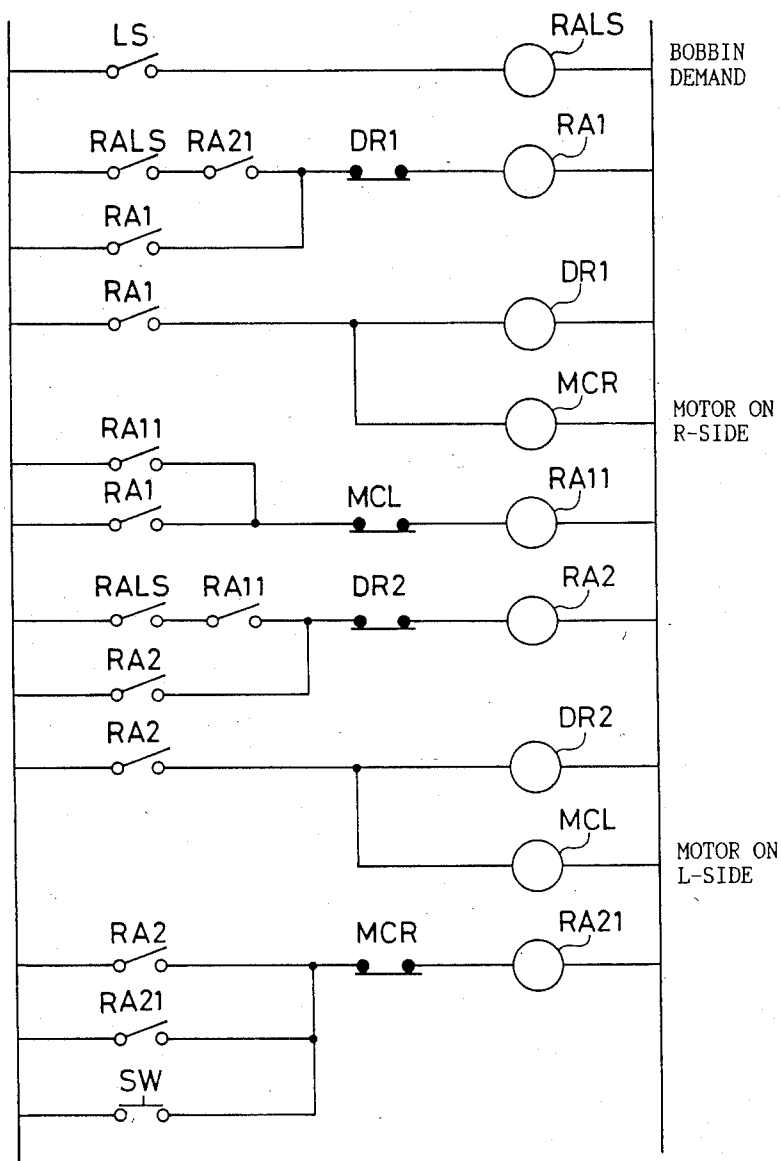 LS RALS BOBBIN
DEMAND
RALS RA21 DR1 RA1
RA1
RA1 DR1
MCR MOTOR ON
R-SIDE
RA11
RA1 MCL RA11
RALS RA11 DR2 RA2
RA2
RA2 DR2
MCL MOTOR ON
L-SIDE
RA2 MCR RA21
RA21
SW